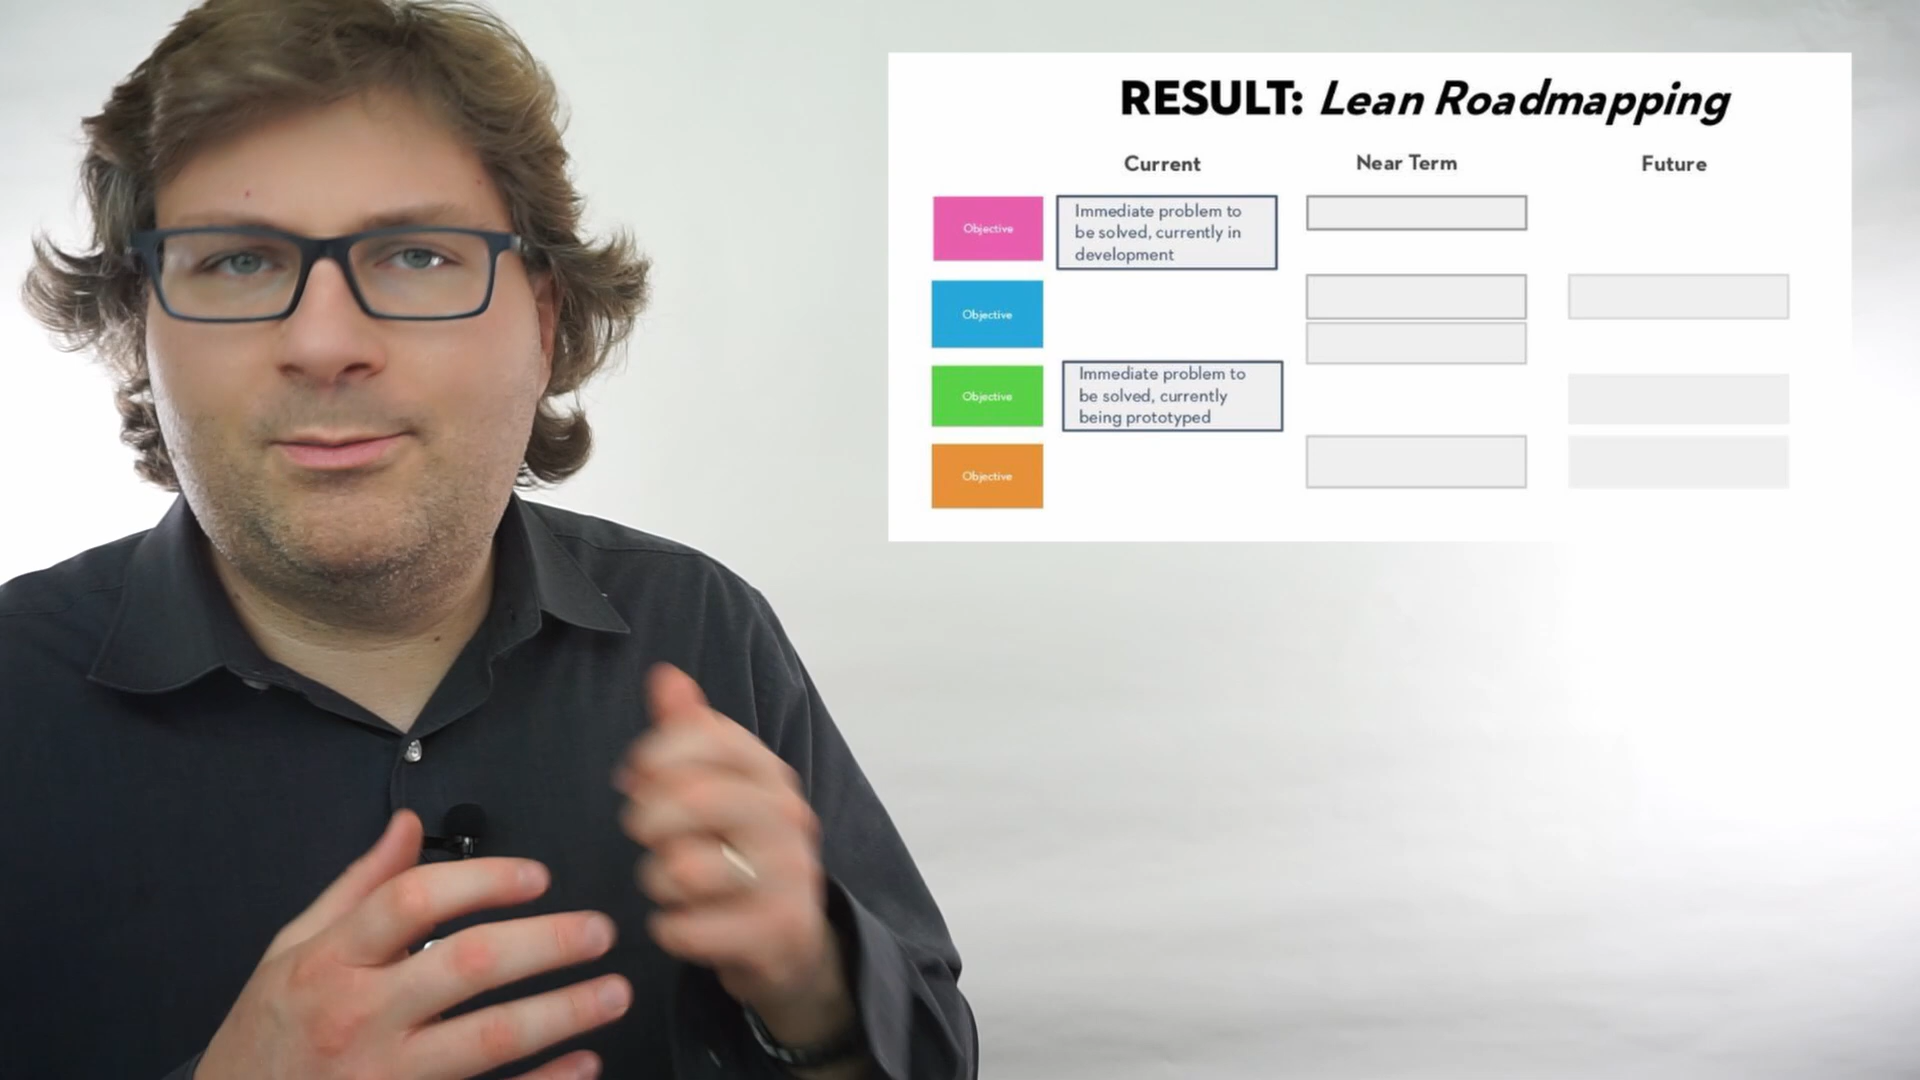 RESULT: Lean Roadmapping
Current
Near Term
Future
Objective
Immediate problem to
be solved, currently in
development
Objective
Objective
Immediate problem to
be solved, currently
being prototyped
Objective